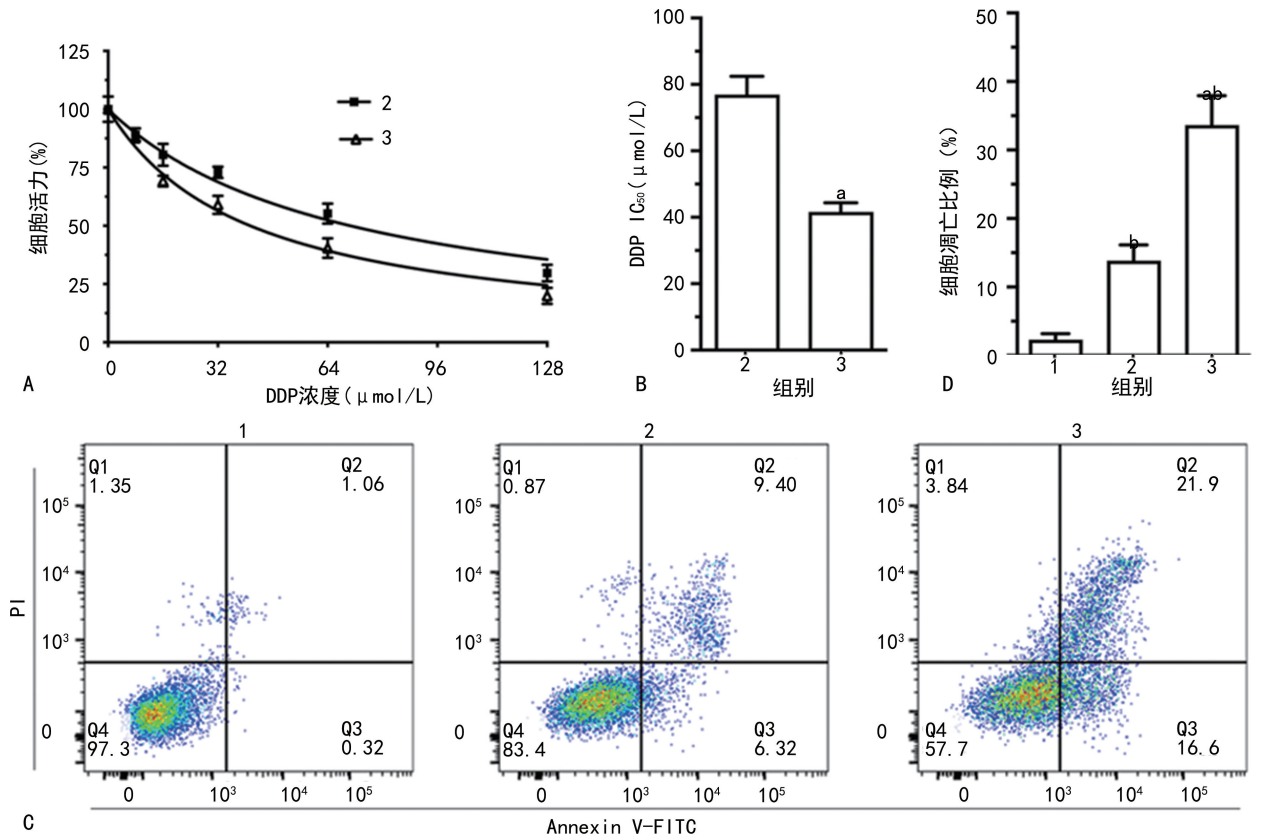 125
100
75
50
25
0
细胞活力(%)
2
3
0 32 64 96 128
DDP浓度(μmol/L)
A
100
80
60
40
20
0
DDP IC50(μmol/L)
a
2 3
组别
B
50
40
30
20
10
0
细胞凋亡比例(%)
b
ab
1 2 3
组别
D
1
Q1
1.35
Q2
1.06
Q4
97.3
Q3
0.32
10⁵
10⁴
10³
0
0 10³ 10⁴ 10⁵
PI
2
Q1
0.87
Q2
9.40
Q4
83.4
Q3
6.32
10⁵
10⁴
10³
0
0 10³ 10⁴ 10⁵
3
Q1
3.84
Q2
21.9
Q4
57.7
Q3
16.6
10⁵
10⁴
10³
0
0 10³ 10⁴ 10⁵
C
Annexin V-FITC